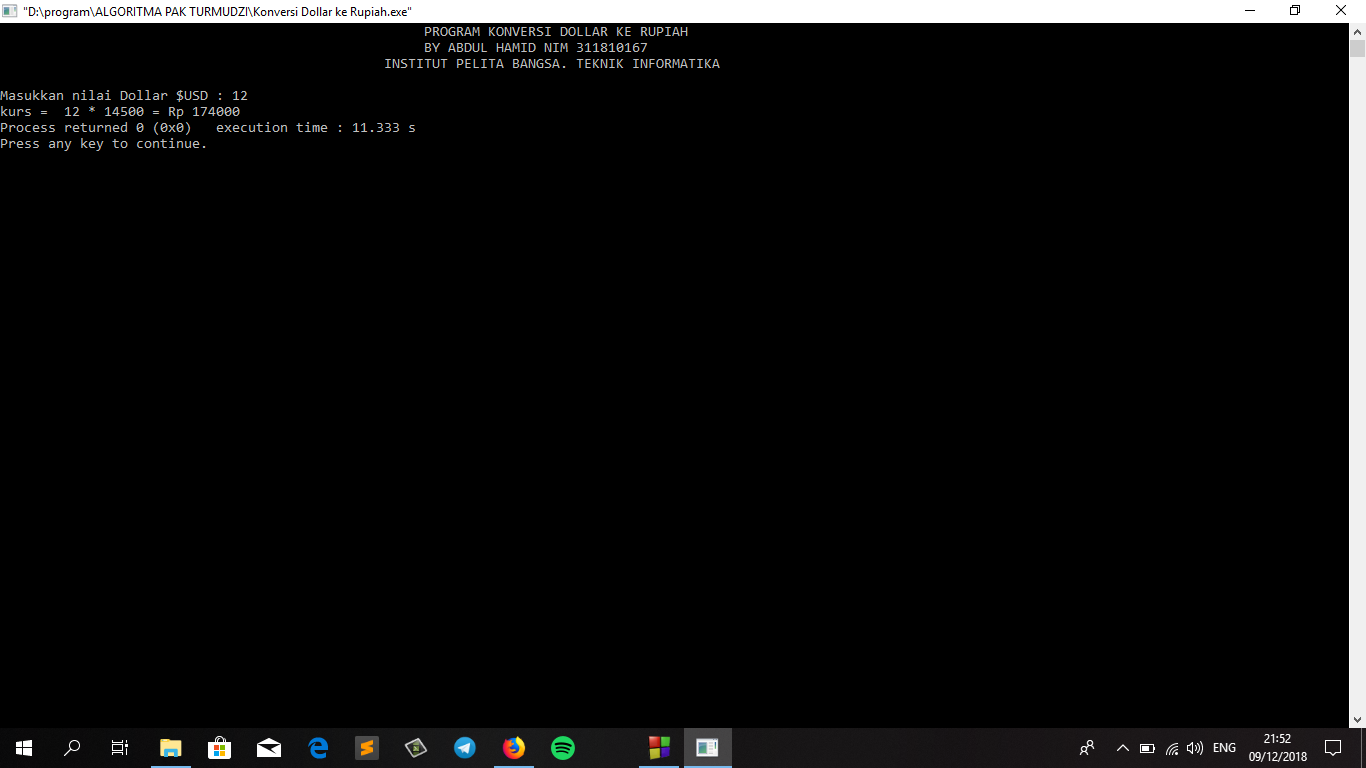 "D:\program\ALGORITMA PAK TURMUDZI\Konversi Dollar ke Rupiah.exe"
PROGRAM KONVERSI DOLLAR KE RUPIAH
BY ABDUL HAMID NIM 311810167
INSTITUT PELITA BANGSA. TEKNIK INFORMATIKA
Masukkan nilai Dollar $USD : 12
kurs =  12 * 14500 = Rp 174000
Process returned 0 (0x0)   execution time : 11.333 s
Press any key to continue.
ENG
21:52
09/12/2018